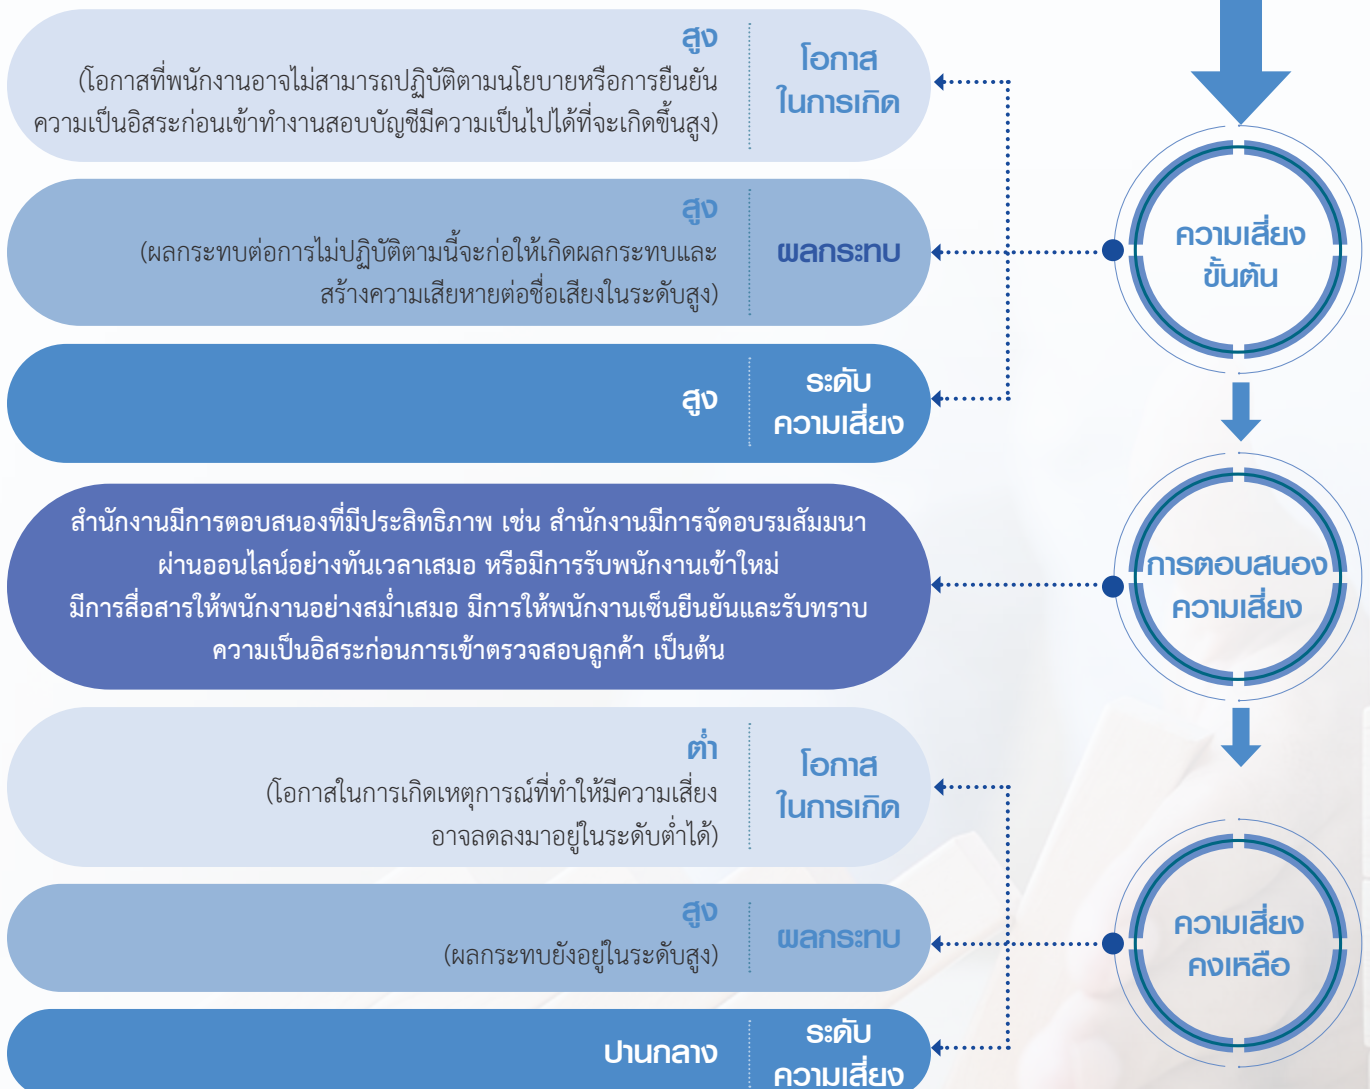 สูง
(โอกาสที่พนักงานอาจไม่สามารถปฏิบัติตามนโยบายหรือการยืนยัน
ความเป็นอิสระก่อนเข้าทำงานสอบบัญชีมีความเป็นไปได้ที่จะเกิดขึ้นสูง)
โอกาส
ในการเกิด
สูง
(ผลกระทบต่อการไม่ปฏิบัติตามนี้จะก่อให้เกิดผลกระทบและ
สร้างความเสียหายต่อชื่อเสียงในระดับสูง)
ผลกระทบ
ความเสี่ยง
ขั้นต้น
สูง
ระดับ
ความเสี่ยง
สำนักงานมีการตอบสนองที่มีประสิทธิภาพ เช่น สำนักงานมีการจัดอบรมสัมมนา
ผ่านออนไลน์อย่างทันเวลาเสมอ หรือมีการรับพนักงานเข้าใหม่
มีการสื่อสารให้พนักงานอย่างสม่ำเสมอ มีการให้พนักงานเซ็นยืนยันและรับทราบ
ความเป็นอิสระก่อนการเข้าตรวจสอบลูกค้า เป็นต้น
การตอบสนอง
ความเสี่ยง
ต่ำ
(โอกาสในการเกิดเหตุการณ์ที่ทำให้มีความเสี่ยง
อาจลดลงมาอยู่ในระดับต่ำได้)
โอกาส
ในการเกิด
สูง
(ผลกระทบยังอยู่ในระดับสูง)
ผลกระทบ
ความเสี่ยง
คงเหลือ
ปานกลาง
ระดับ
ความเสี่ยง